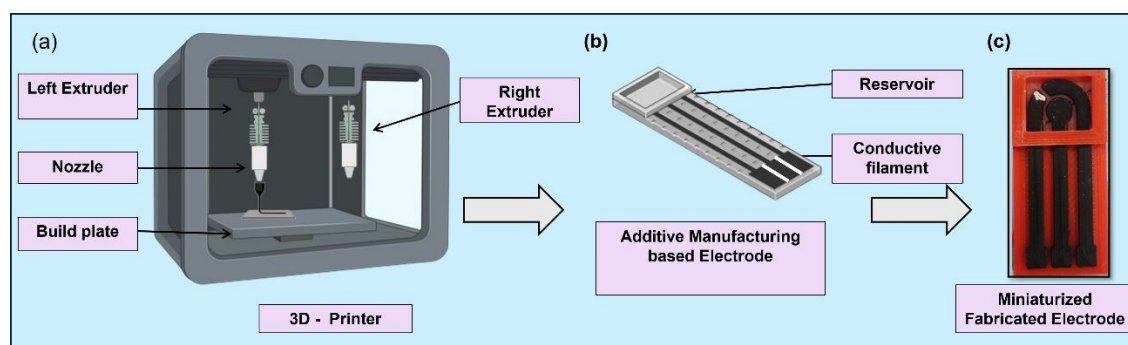 (a)
Left Extruder
Nozzle
Build plate
Right
Extruder
3D - Printer
(b)
Reservoir
Conductive
filament
Additive Manufacturing
based Electrode
(c)
Miniaturized
Fabricated Electrode